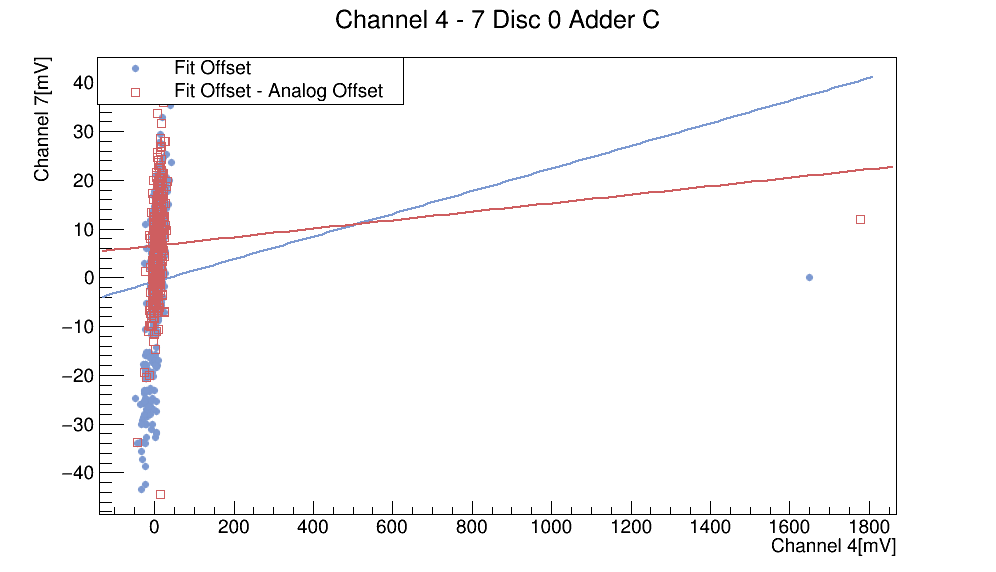 Channel 4 - 7 Disc 0 Adder C
Channel 7[mV]
Fit Offset
Fit Offset - Analog Offset
40
30
20
10
0
−10
−20
−30
−40
0 200 400 600 800 1000 1200 1400 1600 1800
Channel 4[mV]